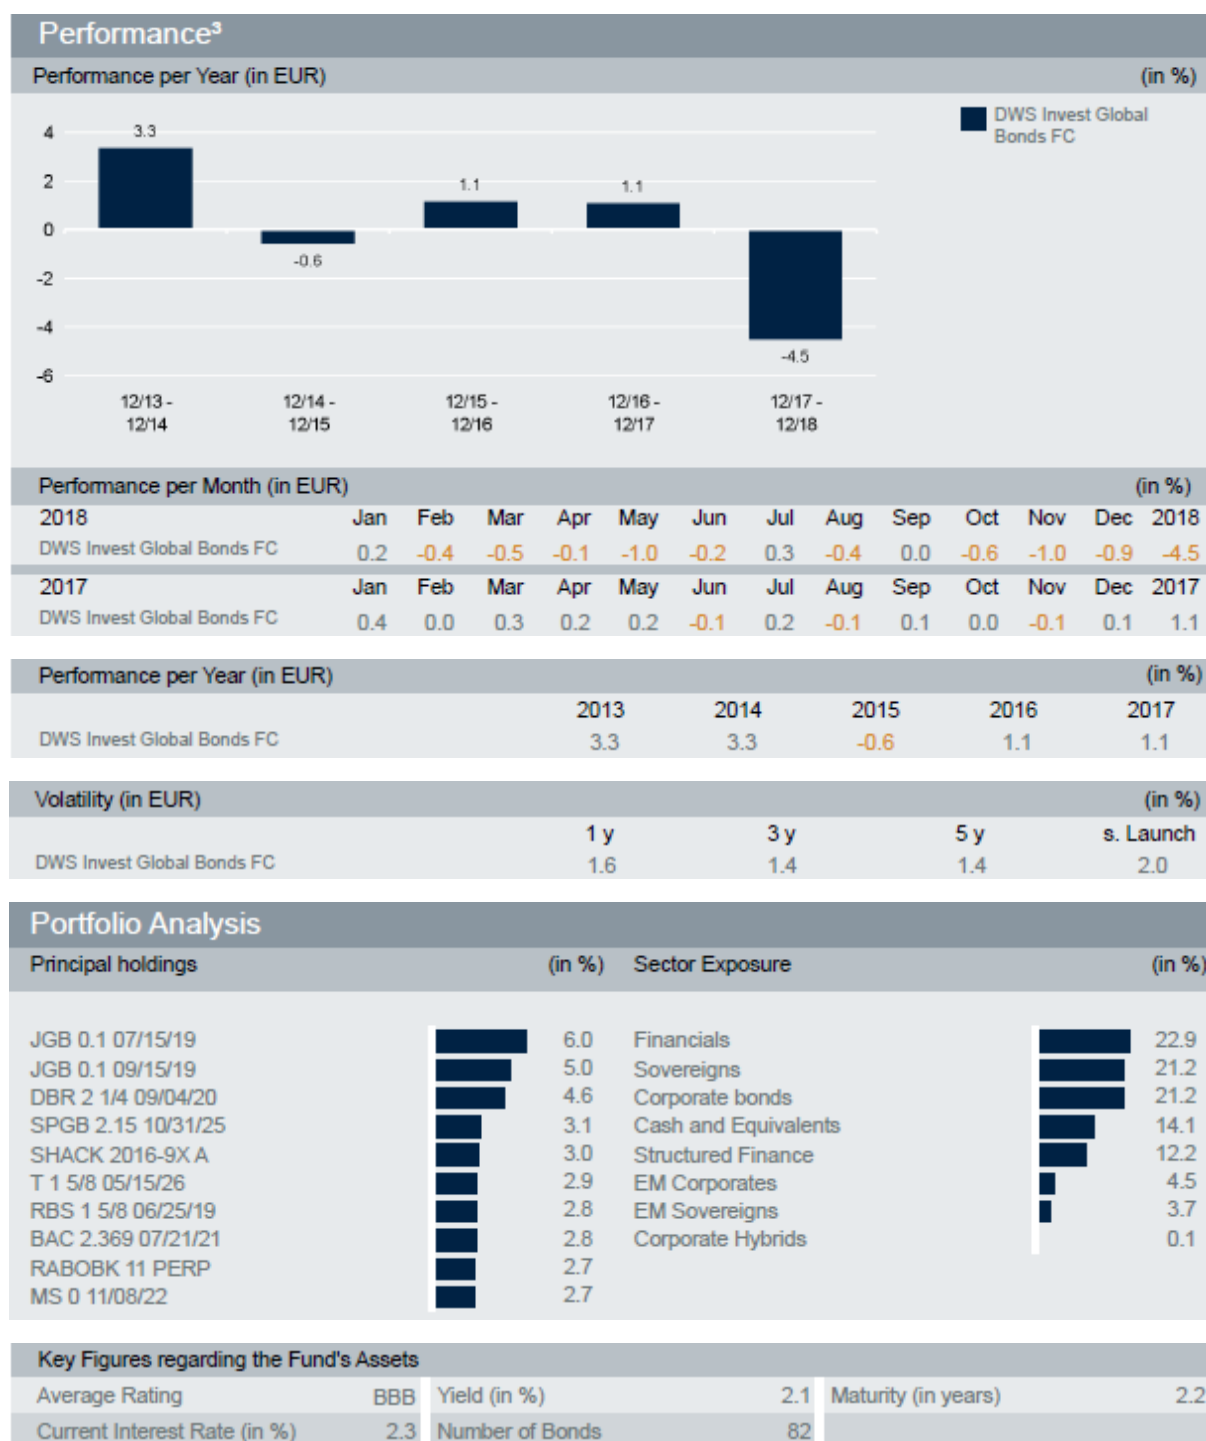 Performance³
Performance per Year (in EUR) (in %)
DWS Invest Global
Bonds FC
4
2
0
-2
-4
-6
3.3
-0.6
1.1
1.1
-4.5
12/13 - 12/14 - 12/15 - 12/16 - 12/17 -
12/14 12/15 12/16 12/17 12/18
Performance per Month (in EUR) (in %)
2018 Jan Feb Mar Apr May Jun Jul Aug Sep Oct Nov Dec 2018
DWS Invest Global Bonds FC 0.2 -0.4 -0.5 -0.1 -1.0 -0.2 0.3 -0.4 0.0 -0.6 -1.0 -0.9 -4.5
2017 Jan Feb Mar Apr May Jun Jul Aug Sep Oct Nov Dec 2017
DWS Invest Global Bonds FC 0.4 0.0 0.3 0.2 0.2 -0.1 0.2 -0.1 0.1 0.0 -0.1 0.1 1.1
Performance per Year (in EUR) (in %)
2013 2014 2015 2016 2017
DWS Invest Global Bonds FC 3.3 3.3 -0.6 1.1 1.1
Volatility (in EUR) (in %)
1 y 3 y 5 y s. Launch
DWS Invest Global Bonds FC 1.6 1.4 1.4 2.0
Portfolio Analysis
Principal holdings (in %)
JGB 0.1 07/15/19 6.0
JGB 0.1 09/15/19 5.0
DBR 2 1/4 09/04/20 4.6
SPGB 2.15 10/31/25 3.1
SHACK 2016-9X A 3.0
T 1 5/8 05/15/26 2.9
RBS 1 5/8 06/25/19 2.8
BAC 2.369 07/21/21 2.8
RABOBK 11 PERP 2.7
MS 0 11/08/22 2.7
Sector Exposure (in %)
Financials 22.9
Sovereigns 21.2
Corporate bonds 21.2
Cash and Equivalents 14.1
Structured Finance 12.2
EM Corporates 4.5
EM Sovereigns 3.7
Corporate Hybrids 0.1
Key Figures regarding the Fund's Assets
Average Rating BBB Yield (in %) 2.1 Maturity (in years) 2.2
Current Interest Rate (in %) 2.3 Number of Bonds 82